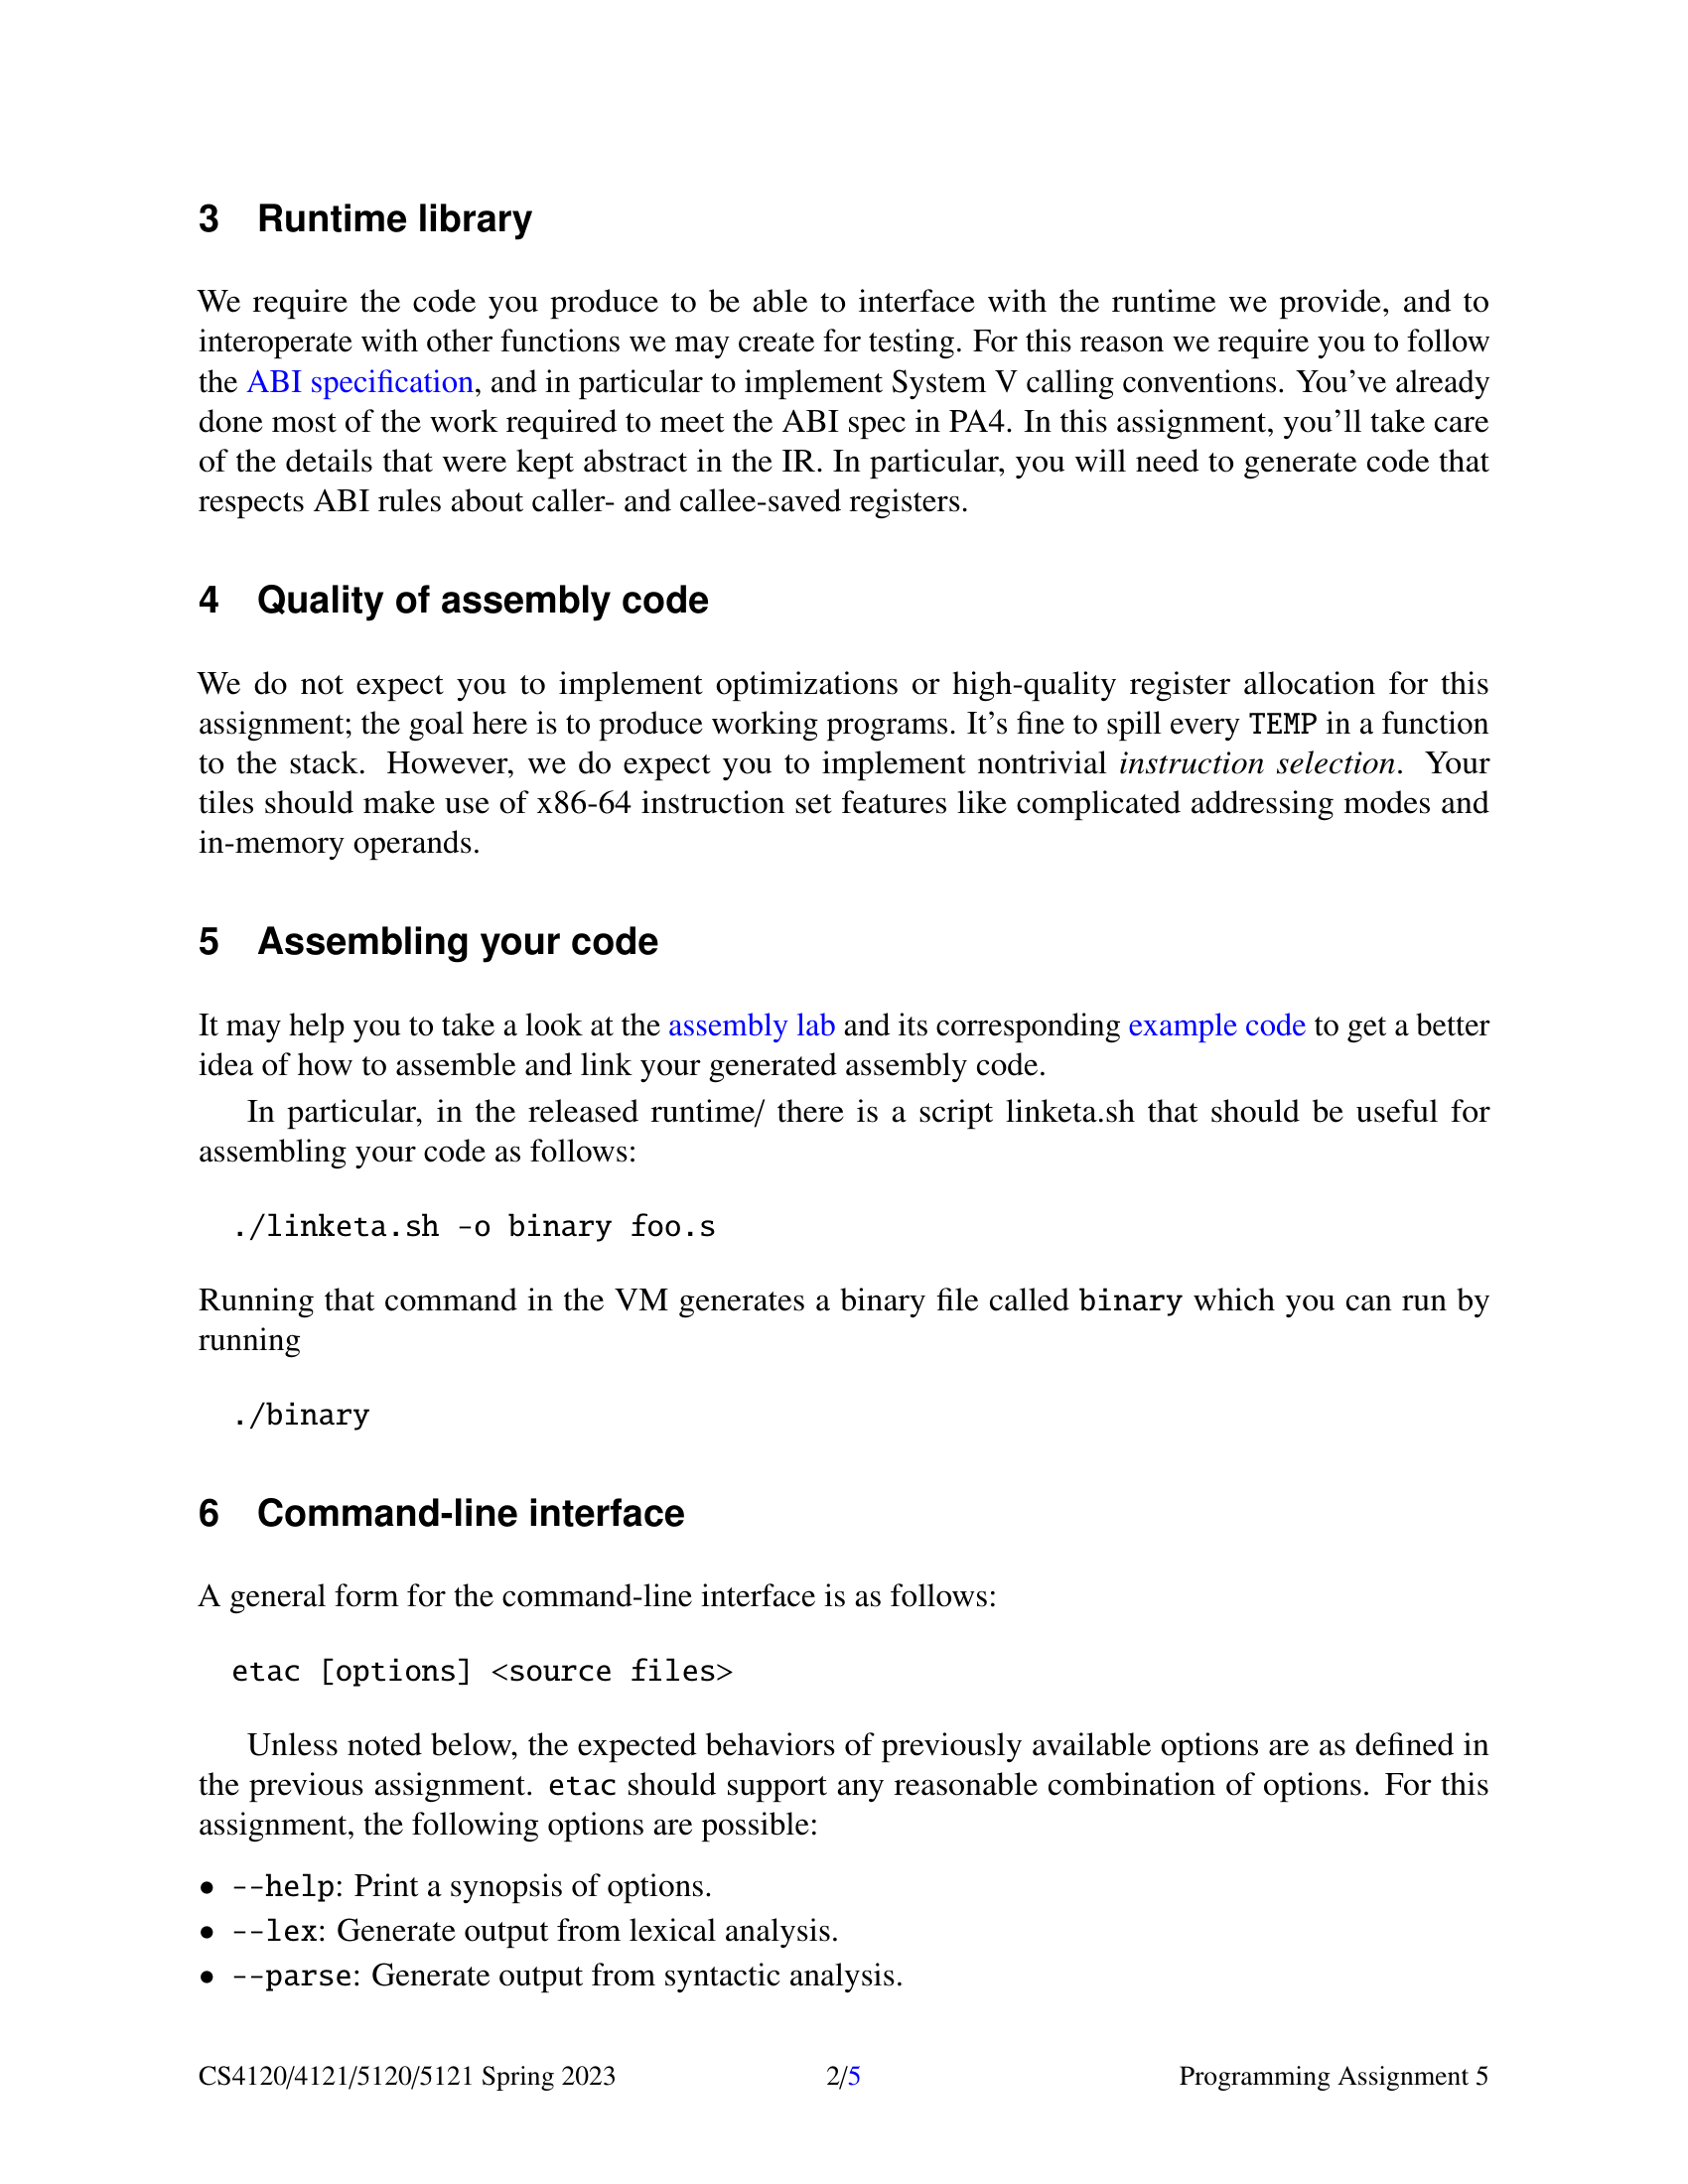 3 Runtime library
We require the code you produce to be able to interface with the runtime we provide, and to
interoperate with other functions we may create for testing. For this reason we require you to follow
the ABI specification, and in particular to implement System V calling conventions. You’ve already
done most of the work required to meet the ABI spec in PA4. In this assignment, you’ll take care
of the details that were kept abstract in the IR. In particular, you will need to generate code that
respects ABI rules about caller- and callee-saved registers.
4 Quality of assembly code
We do not expect you to implement optimizations or high-quality register allocation for this
assignment; the goal here is to produce working programs. It’s fine to spill every TEMP in a function
to the stack. However, we do expect you to implement nontrivial instruction selection. Your
tiles should make use of x86-64 instruction set features like complicated addressing modes and
in-memory operands.
5 Assembling your code
It may help you to take a look at the assembly lab and its corresponding example code to get a better
idea of how to assemble and link your generated assembly code.
In particular, in the released runtime/ there is a script linketa.sh that should be useful for
assembling your code as follows:
./linketa.sh -o binary foo.s
Running that command in the VM generates a binary file called binary which you can run by
running
./binary
6 Command-line interface
A general form for the command-line interface is as follows:
etac [options] <source files>
Unless noted below, the expected behaviors of previously available options are as defined in
the previous assignment. etac should support any reasonable combination of options. For this
assignment, the following options are possible:
• --help: Print a synopsis of options.
• --lex: Generate output from lexical analysis.
• --parse: Generate output from syntactic analysis.
CS4120/4121/5120/5121 Spring 2023 2/5 Programming Assignment 5